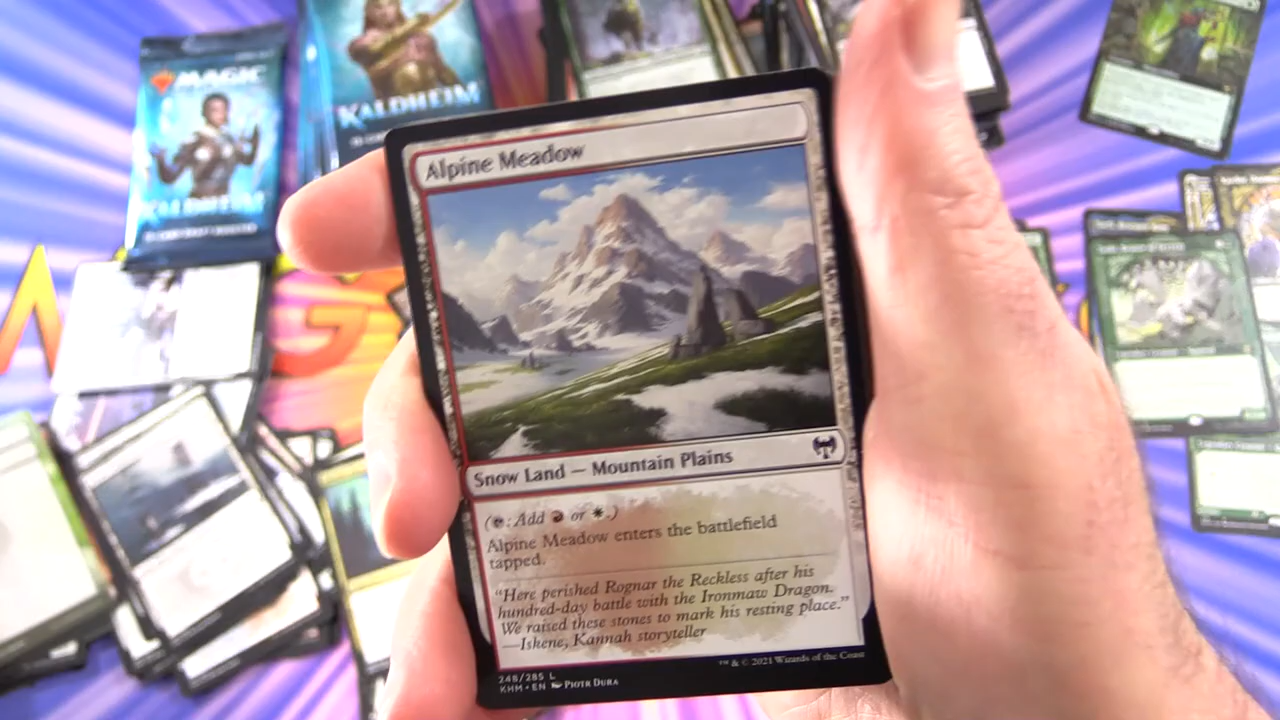 MAGIC
KALDHEIM
KALDHEIM
Alpine Meadow
Snow Land — Mountain Plains
( : Add or .)
Alpine Meadow enters the battlefield
tapped.
"Here perished Rognar the Reckless after his
hundred-day battle with the Ironmaw Dragon.
We raised these stones to mark his resting place."
—Iskene, Kannah storyteller
248/285 L
KHM • EN Piotr Dura
™ & © 2021 Wizards of the Coast